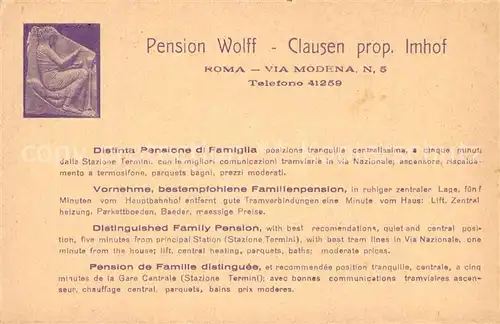 Pension Wolff - Clausen prop. Imhof
ROMA — VIA MODENA, N, 5
Telefono 41259
Distinta Pensione di Famiglia posizione tranquilla centralissima, a cinque minuti
dalla Stazione Termini, con le migliori comunicazioni tramviarie in via Nazionale; ascensore, riscalda-
mento a termosifone, parquets bagni, prezzi moderati.
Vornehme, bestempfohlene Familienpension, in ruhiger zentraler Lage, fünf
Minuten vom Hauptbahnhof entfernt gute Tramverbindungen eine Minute vom Haus: Lift, Zentral
heizung, Parkettboeden, Baeder, maessige Preise.
Distinguished Family Pension, with best recomendations, quiet and central posi-
tion, five minutes from principal Station (Stazione Termini), with best tram lines in Via Nazionale, one
minute from the house; lift, central heating, parquets, baths; moderate prices.
Pension de Famille distinguée, et recommandée position tranquille, centrale, a cinq
minutes de la Gare Centrale (Stazione Termini); avec bonnes communications tramviaires ascen-
seur, chauffage central, parquets, bains prix moderes.